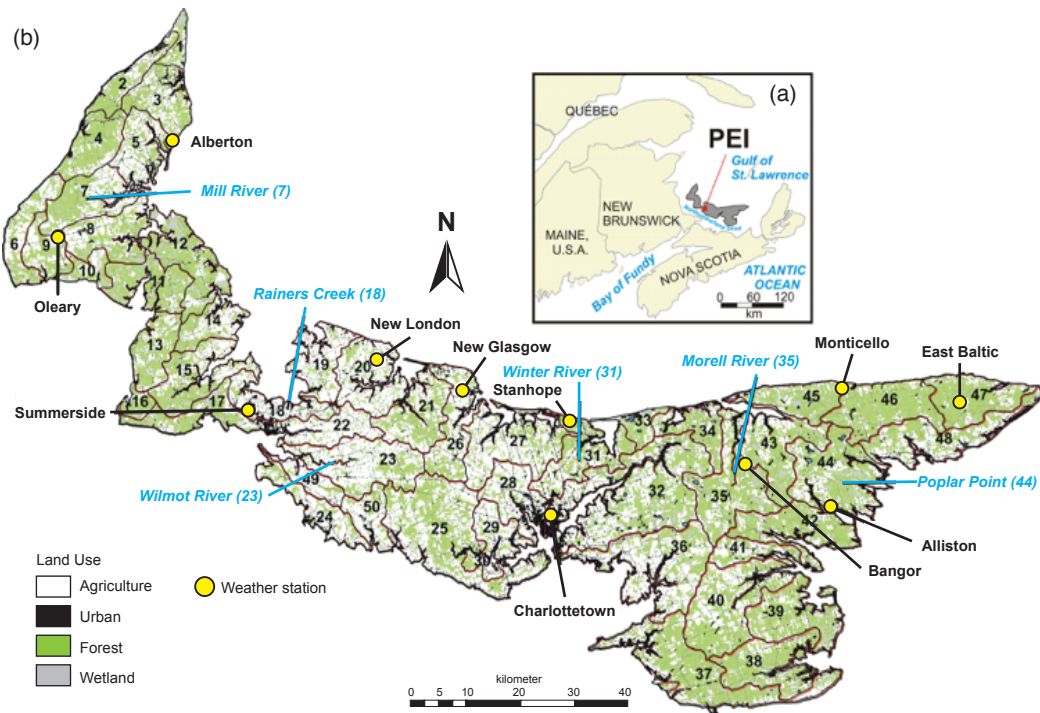 (b)
(a)
QUÉBEC
PEI
Gulf of
St. Lawrence
NEW
BRUNSWICK
MAINE,
U.S.A.
NOVA SCOTIA
Bay of Fundy
ATLANTIC
OCEAN
0 60 120
km
N
Alberton
Mill River (7)
Oleary
Rainers Creek (18)
New London
New Glasgow
Stanhope
Winter River (31)
Morell River (35)
Monticello
East Baltic
Summerside
Wilmot River (23)
Poplar Point (44)
Alliston
Bangor
Charlottetown
1
2
3
4
5
7
6
8
9
10
12
11
14
13
15
16
17
18
19
20
21
22
23
26
27
28
49
24
50
25
29
30
31
33
34
32
35
43
45
46
47
48
44
42
36
41
40
39
38
37
Land Use
Agriculture
Urban
Forest
Wetland
Weather station
kilometer
0 5 10 20 30 40